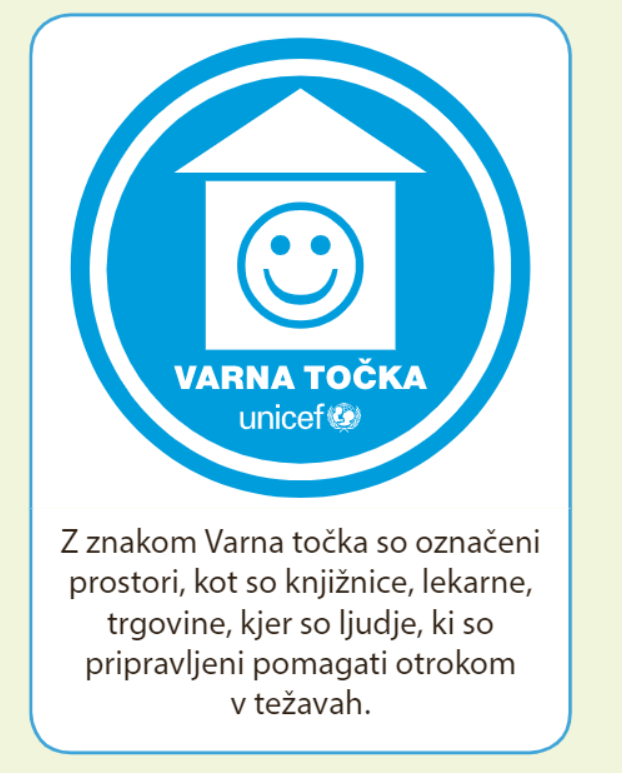 VARNA TOČKA
unicef
Z znakom Varna točka so označeni
prostori, kot so knjižnice, lekarne,
trgovine, kjer so ljudje, ki so
pripravljeni pomagati otrokom
v težavah.